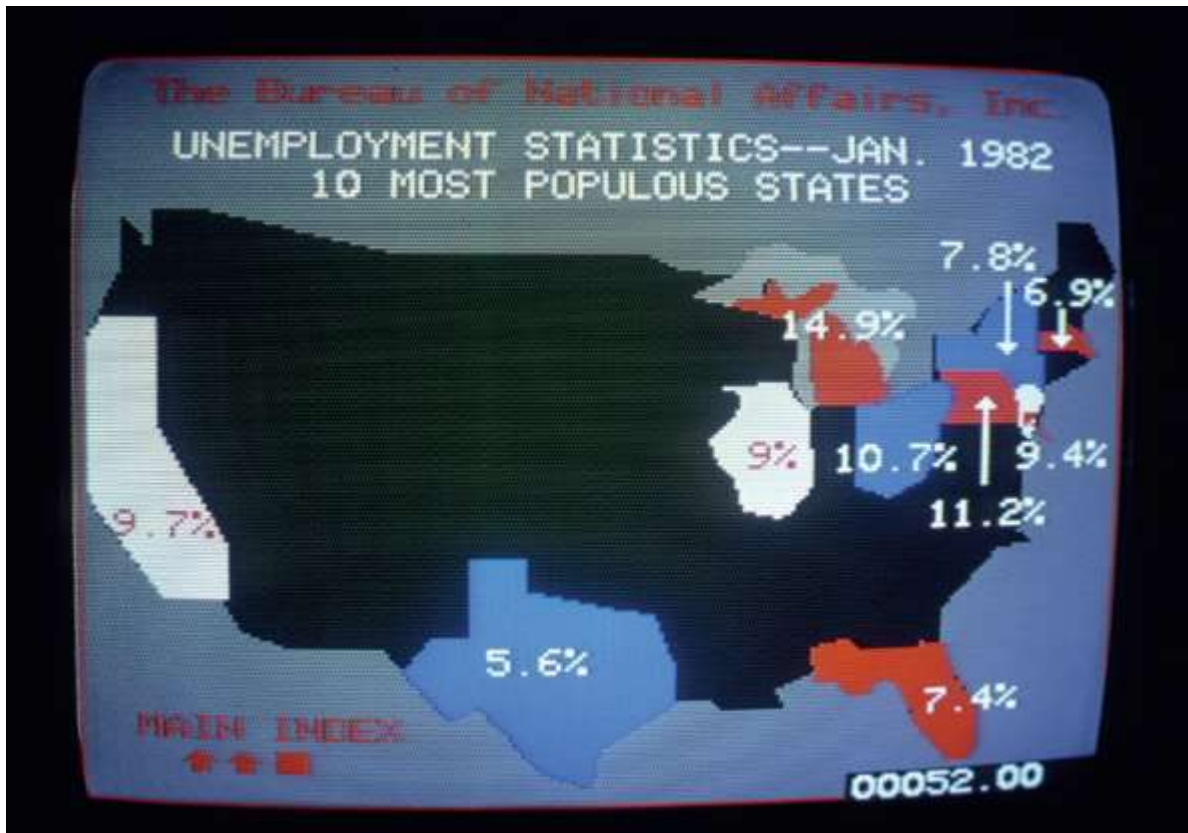 The Bureau of National Affairs, Inc
UNEMPLOYMENT STATISTICS--JAN. 1982
10 MOST POPULOUS STATES
7.8%
6.9%
14.9%
9%
10.7%
9.4%
11.2%
9.7%
5.6%
7.4%
MAIN INDEX
00052.00